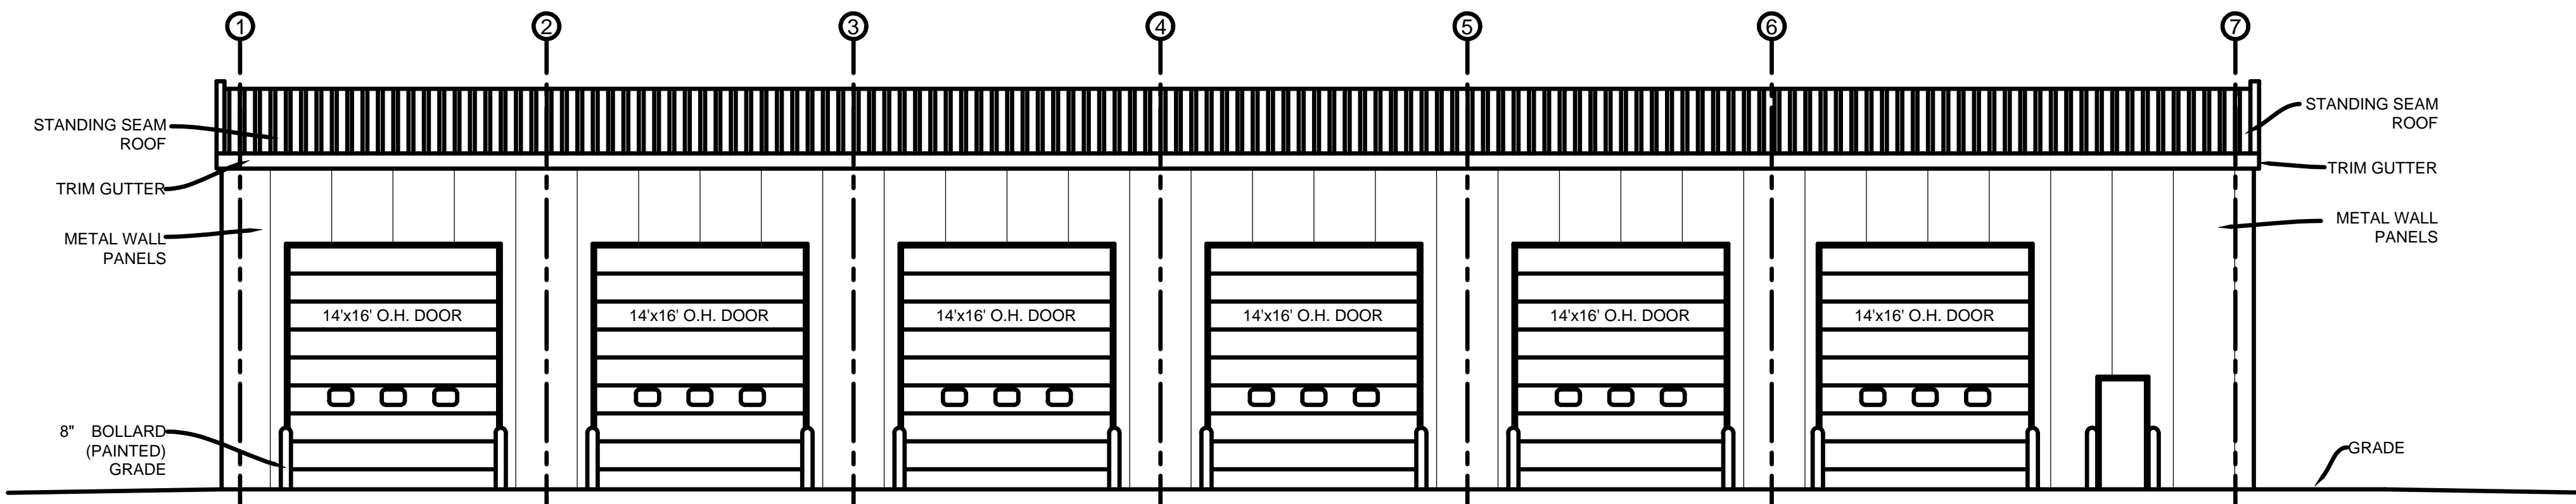 1 2 3 4 5 6 7
STANDING SEAM
ROOF
TRIM GUTTER
METAL WALL
PANELS
8" BOLLARD
(PAINTED)
GRADE
14'x16' O.H. DOOR
14'x16' O.H. DOOR
14'x16' O.H. DOOR
14'x16' O.H. DOOR
14'x16' O.H. DOOR
14'x16' O.H. DOOR
STANDING SEAM
ROOF
TRIM GUTTER
METAL WALL
PANELS
GRADE